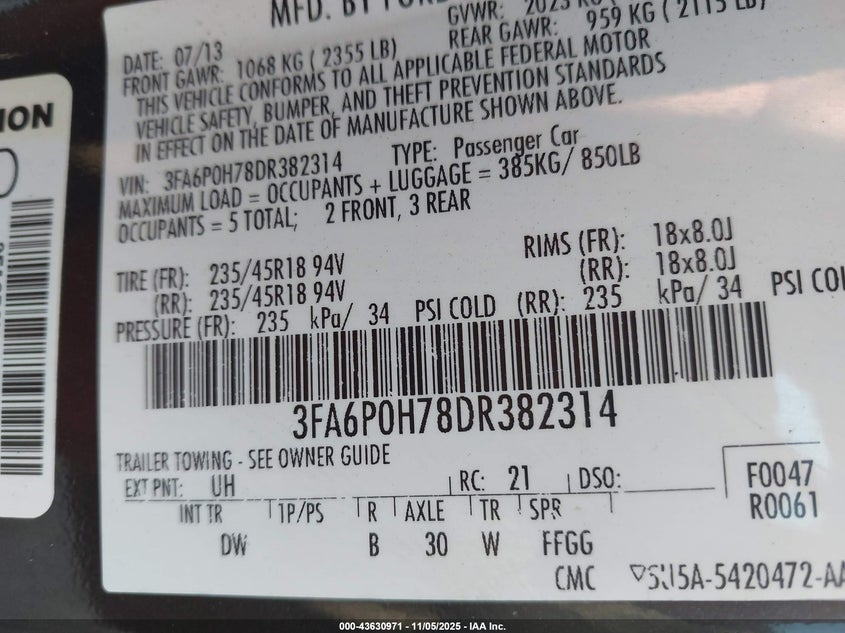 MFD. BY FORD
GVWR: 2023 KG (
DATE: 07/13
REAR GAWR: 959 KG ( 2115 LB)
FRONT GAWR: 1068 KG ( 2355 LB)
THIS VEHICLE CONFORMS TO ALL APPLICABLE FEDERAL MOTOR
VEHICLE SAFETY, BUMPER, AND THEFT PREVENTION STANDARDS
IN EFFECT ON THE DATE OF MANUFACTURE SHOWN ABOVE.
VIN: 3FA6P0H78DR382314 TYPE: Passenger Car
MAXIMUM LOAD = OCCUPANTS + LUGGAGE = 385KG/ 850LB
OCCUPANTS = 5 TOTAL; 2 FRONT, 3 REAR
TIRE (FR): 235/45R18 94V RIMS (FR): 18x8.0J
(RR): 235/45R18 94V (RR): 18x8.0J
PRESSURE (FR): 235 kPa/ 34 PSI COLD (RR): 235 kPa/ 34 PSI COL
3FA6P0H78DR382314
TRAILER TOWING - SEE OWNER GUIDE
EXT PNT: UH RC: 21 DSO: F0047
INT TR TP/PS R AXLE TR SPR R0061
DW B 30 W FFGG
CMC 5420472-AA
ION
000-43630971 - 11/05/2025 - IAA Inc.